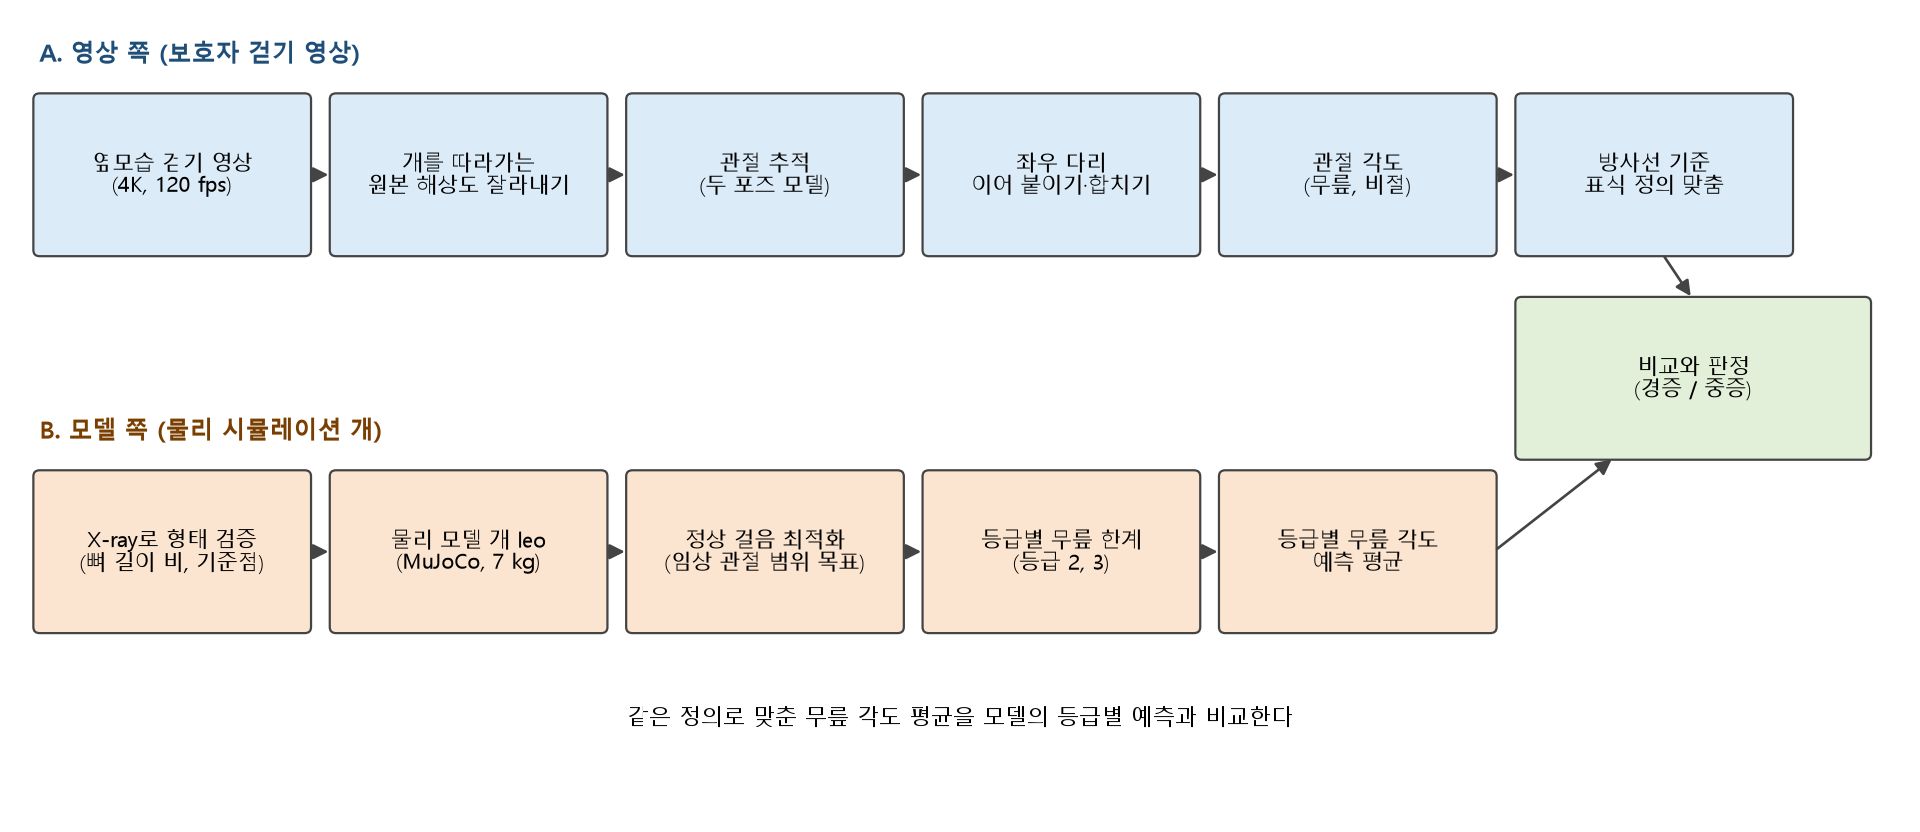 A. 영상 쪽 (보호자 걷기 영상)
옆모습 걷기 영상
(4K, 120 fps)
개를 따라가는
원본 해상도 잘라내기
관절 추적
(두 포즈 모델)
좌우 다리
이어 붙이기·합치기
관절 각도
(무릎, 비절)
방사선 기준
표식 정의 맞춤
비교와 판정
(경증 / 중증)
B. 모델 쪽 (물리 시뮬레이션 개)
X-ray로 형태 검증
(뼈 길이 비, 기준점)
물리 모델 개 leo
(MuJoCo, 7 kg)
정상 걸음 최적화
(임상 관절 범위 목표)
등급별 무릎 한계
(등급 2, 3)
등급별 무릎 각도
예측 평균
같은 정의로 맞춘 무릎 각도 평균을 모델의 등급별 예측과 비교한다